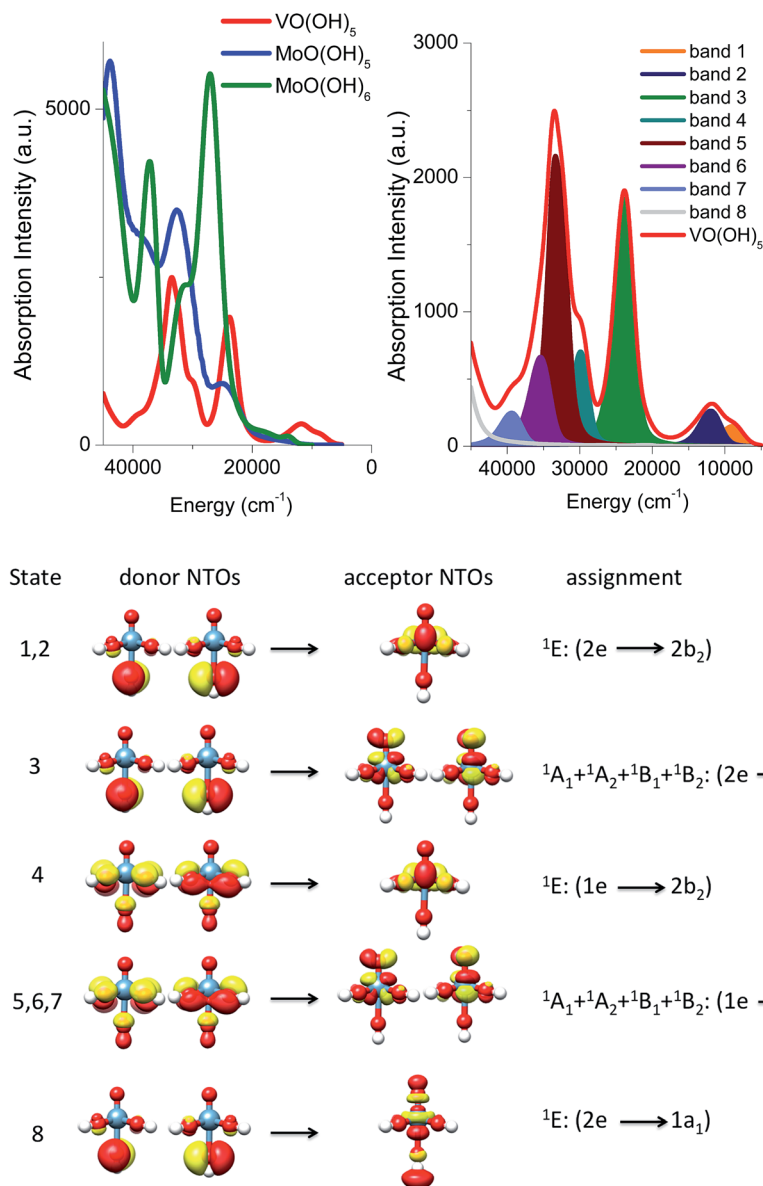 VO(OH)5
MoO(OH)5
MoO(OH)6
5000
0
40000 20000 0
Absorption Intensity (a.u.)
Energy (cm-1)
3000
2000
1000
0
40000 30000 20000 10000
Absorption Intensity (a.u.)
Energy (cm-1)
band 1
band 2
band 3
band 4
band 5
band 6
band 7
band 8
VO(OH)5
State donor NTOs acceptor NTOs assignment
1,2 1E: (2e → 2b2)
3 1A1+1A2+1B1+1B2: (2e -
4 1E: (1e → 2b2)
5,6,7 1A1+1A2+1B1+1B2: (1e -
8 1E: (2e → 1a1)